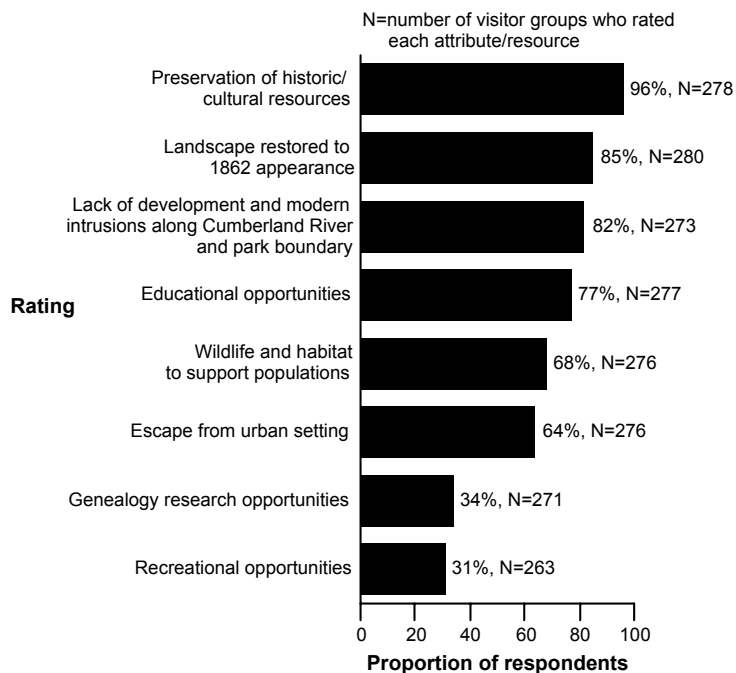 N=number of visitor groups who rated
each attribute/resource
Preservation of historic/
cultural resources
96%, N=278
Landscape restored to
1862 appearance
85%, N=280
Lack of development and modern
intrusions along Cumberland River
and park boundary
82%, N=273
Rating
Educational opportunities
77%, N=277
Wildlife and habitat
to support populations
68%, N=276
Escape from urban setting
64%, N=276
Genealogy research opportunities
34%, N=271
Recreational opportunities
31%, N=263
0 20 40 60 80 100
Proportion of respondents